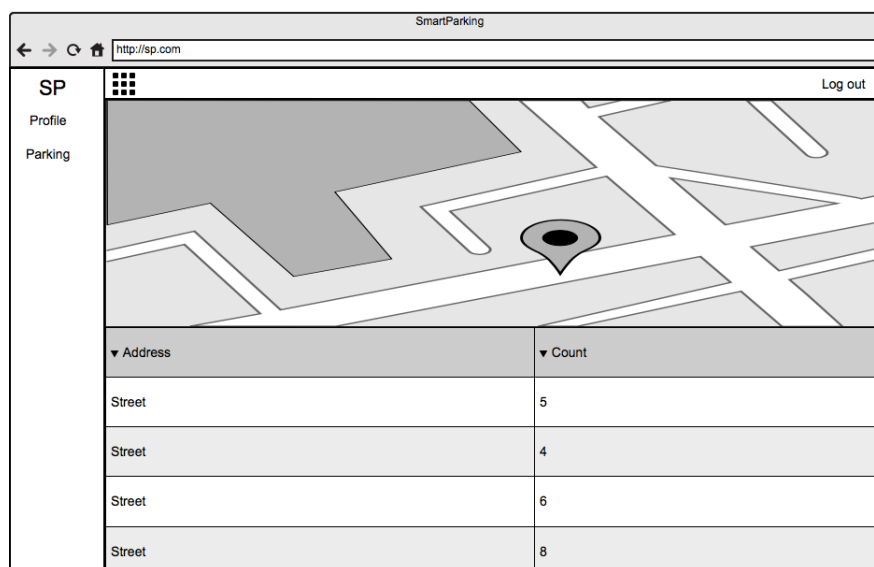 SmartParking
http://sp.com
SP
Log out
Profile
Parking
Address Count
Street 5
Street 4
Street 6
Street 8